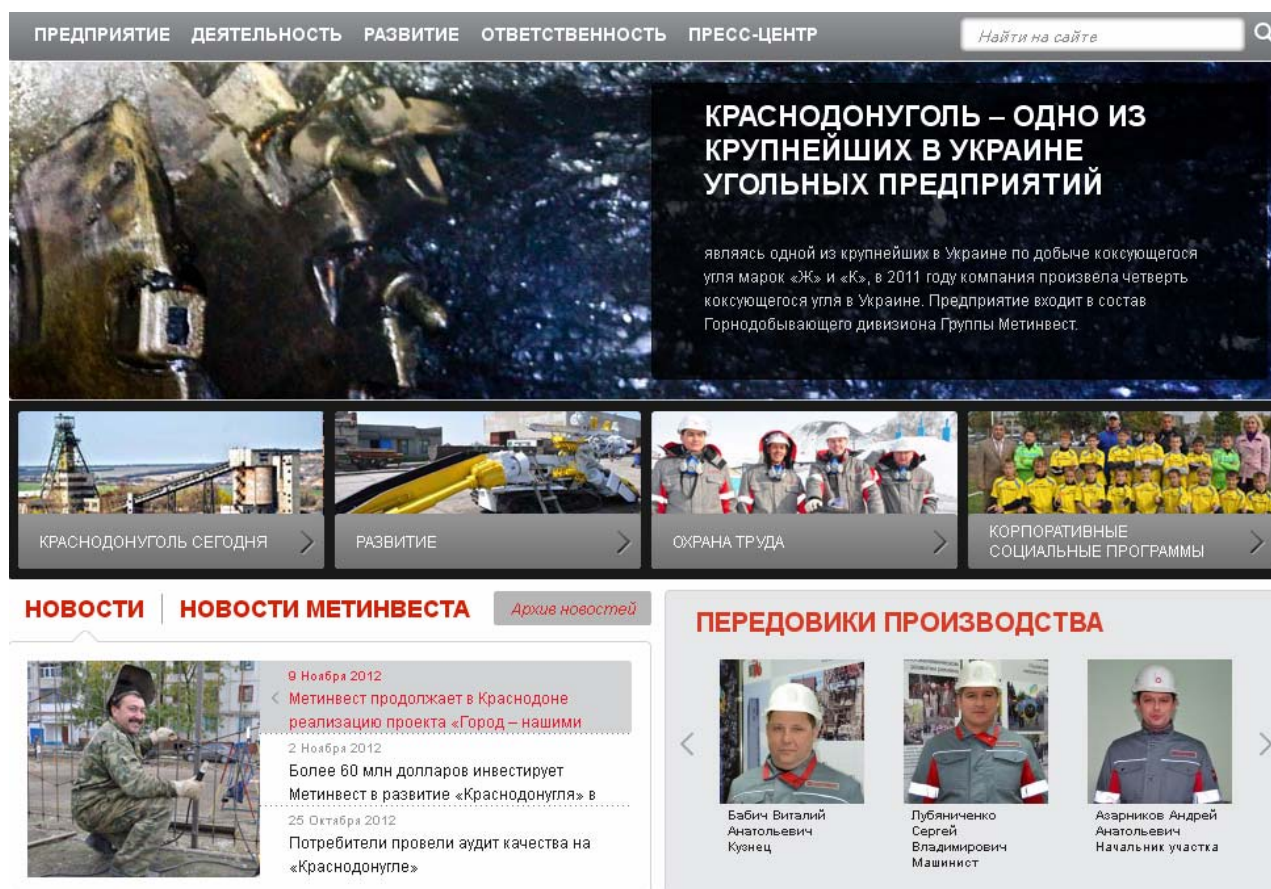 ПРЕДПРИЯТИЕ ДЕЯТЕЛЬНОСТЬ РАЗВИТИЕ ОТВЕТСТВЕННОСТЬ ПРЕСС-ЦЕНТР
Найти на сайте
КРАСНОДОНУГОЛЬ – ОДНО ИЗ
КРУПНЕЙШИХ В УКРАИНЕ
УГОЛЬНЫХ ПРЕДПРИЯТИЙ
являясь одной из крупнейших в Украине по добыче коксующегося
угля марок «Ж» и «К», в 2011 году компания произвела четверть
коксующегося угля в Украине. Предприятие входит в состав
Горнодобывающего дивизиона Группы Метинвест.
КРАСНОДОНУГОЛЬ СЕГОДНЯ
РАЗВИТИЕ
ОХРАНА ТРУДА
КОРПОРАТИВНЫЕ
СОЦИАЛЬНЫЕ ПРОГРАММЫ
НОВОСТИ
НОВОСТИ МЕТИНВЕСТА
Архив новостей
9 Ноября 2012
Метинвест продолжает в Краснодоне
реализацию проекта «Город – нашими
2 Ноября 2012
Более 60 млн долларов инвестирует
Метинвест в развитие «Краснодонугля» в
25 Октября 2012
Потребители провели аудит качества на
«Краснодонугле»
ПЕРЕДОВИКИ ПРОИЗВОДСТВА
Бабич Виталий
Анатольевич
Кузнец
Лубяниченко
Сергей
Владимирович
Машинист
Азарников Андрей
Анатольевич
Начальник участка